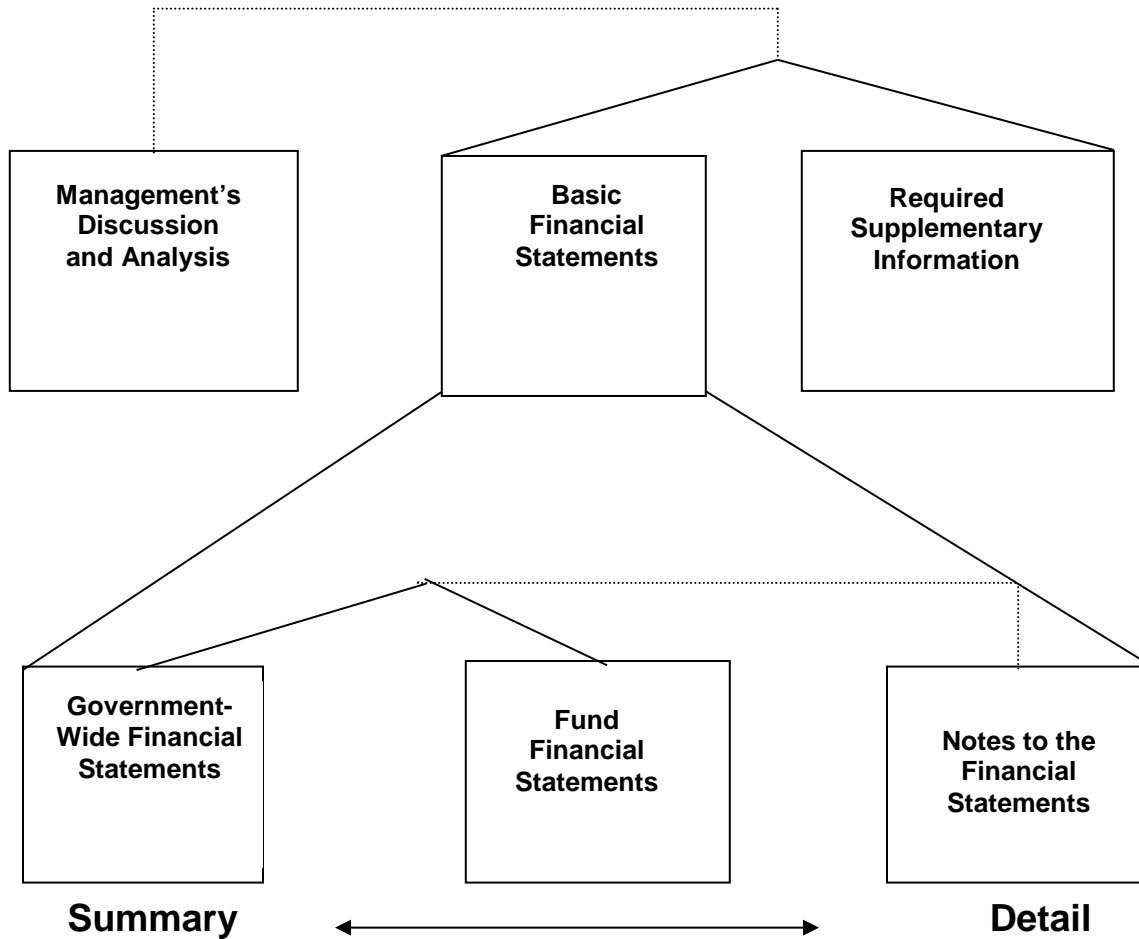 Management’s
Discussion
and Analysis
Basic
Financial
Statements
Required
Supplementary
Information
Government-
Wide Financial
Statements
Fund
Financial
Statements
Notes to the
Financial
Statements
Summary
Detail